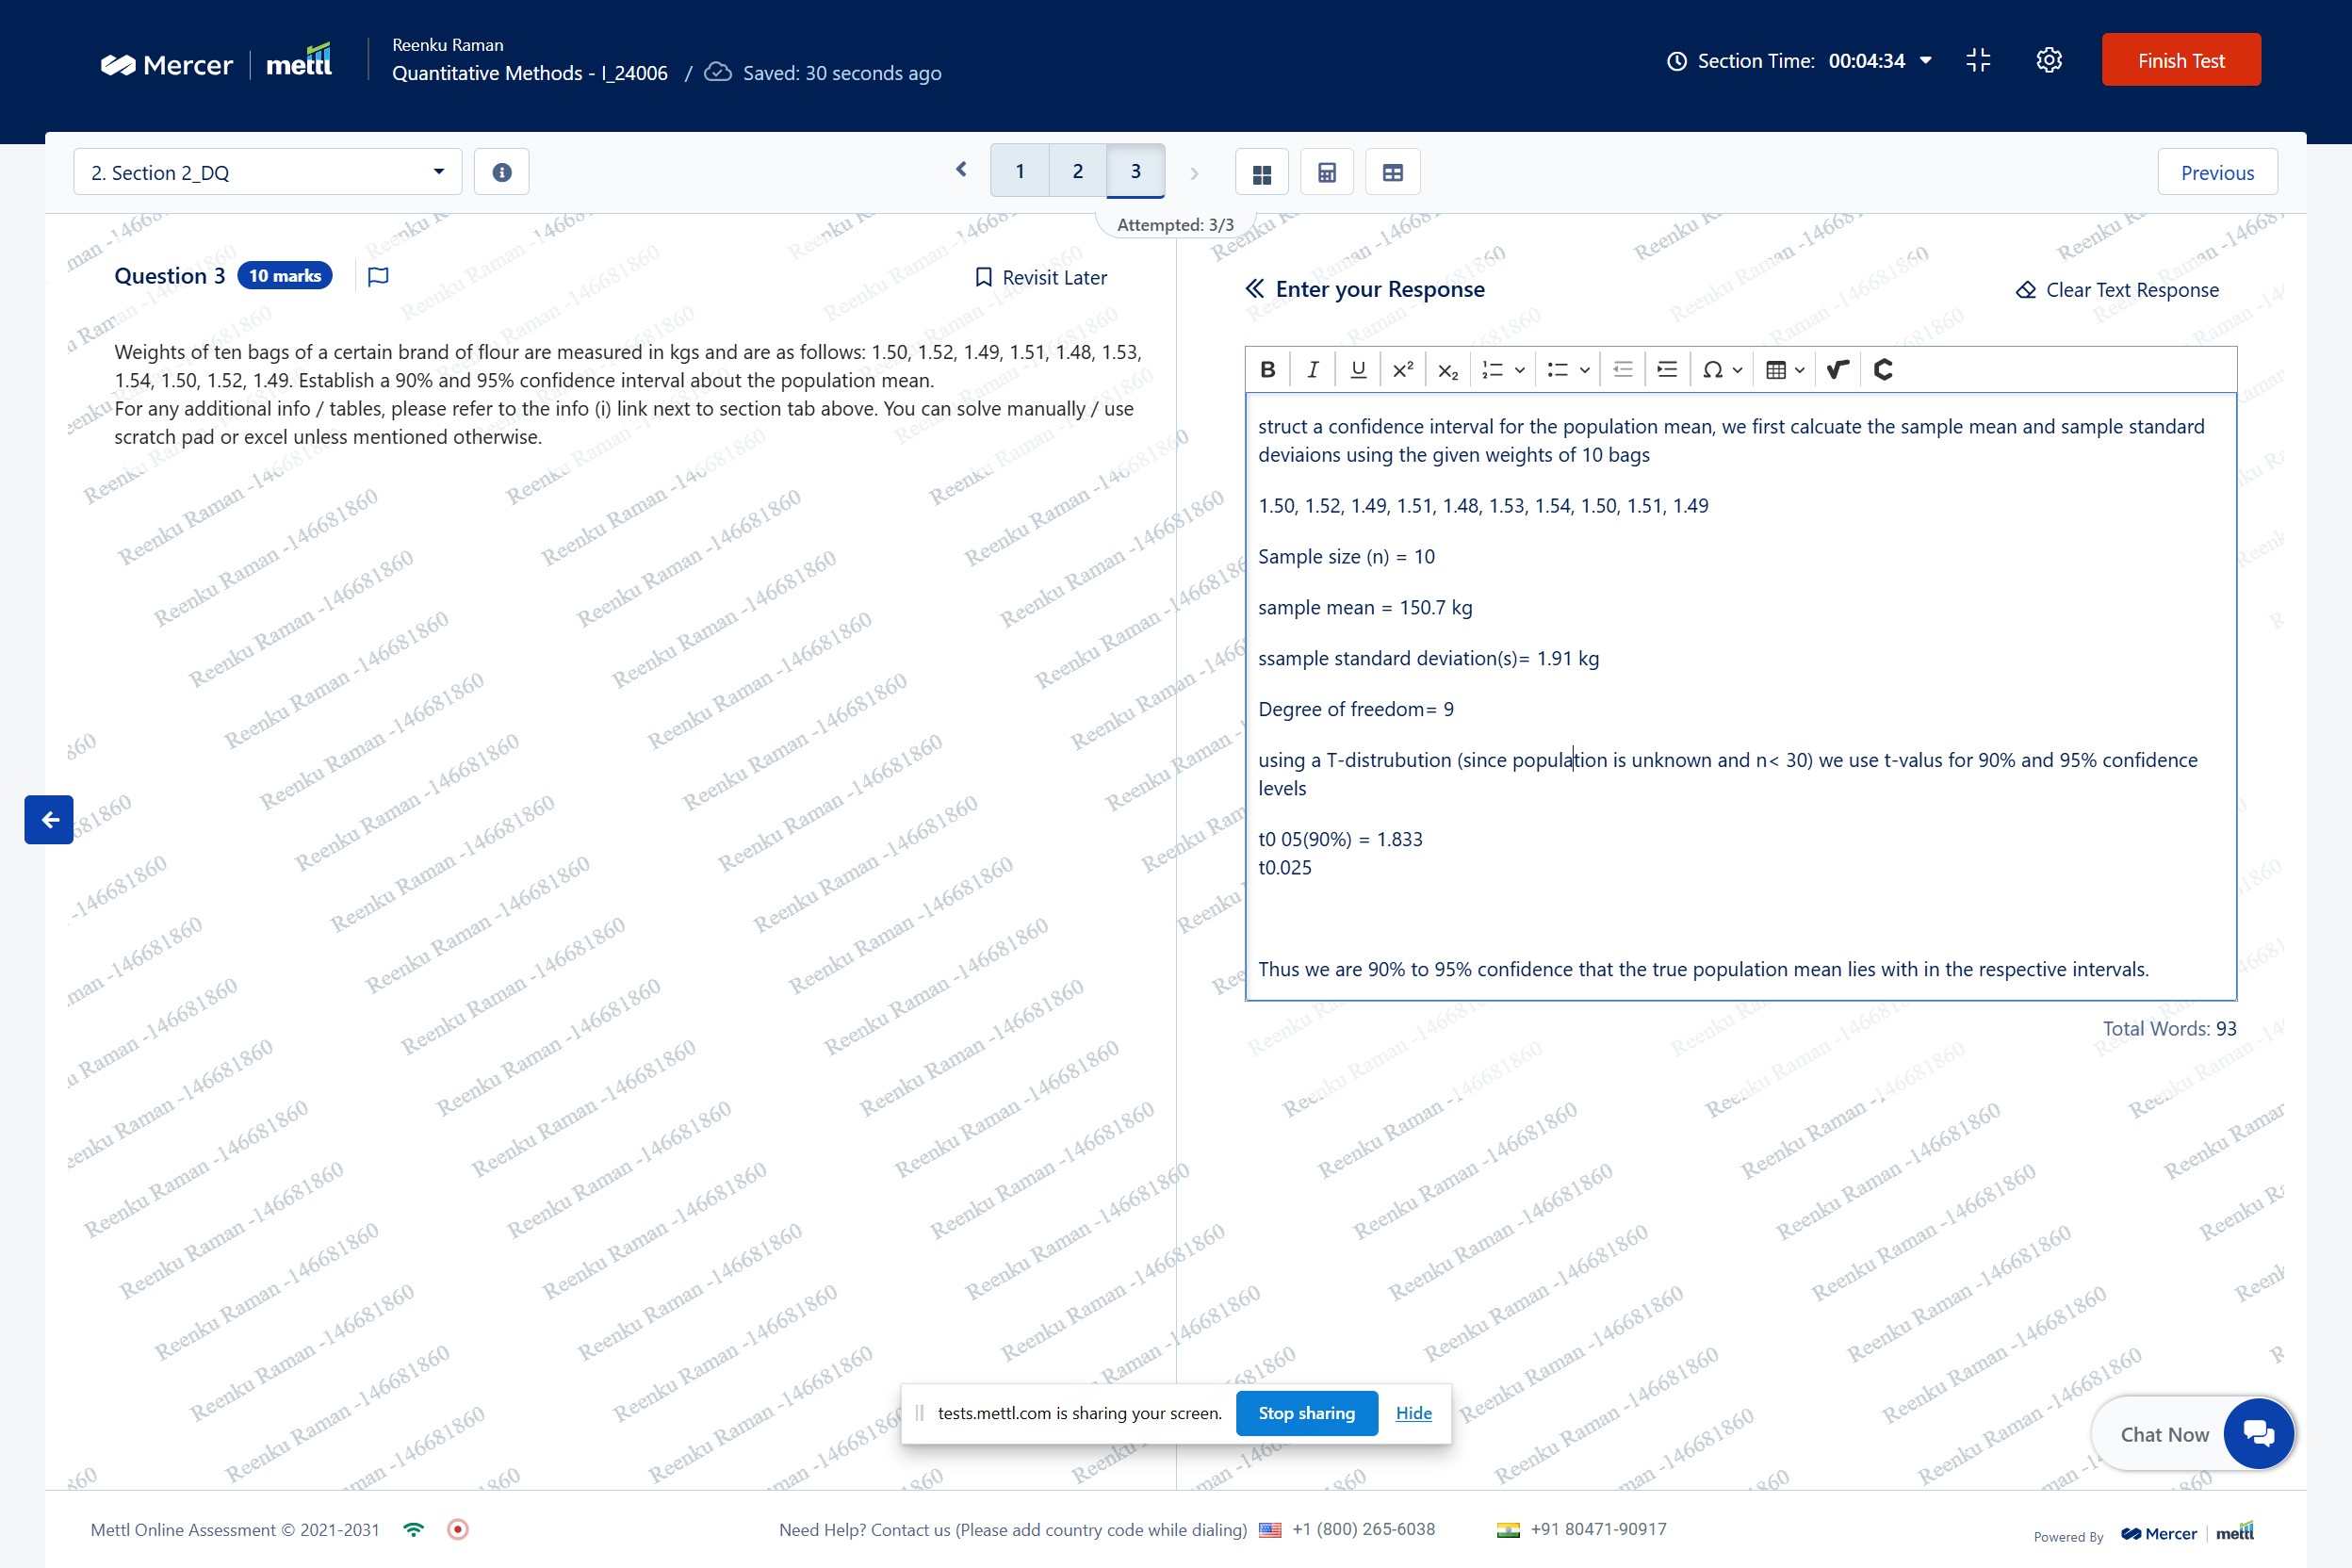 Mercer | mettl
Reenku Raman
Quantitative Methods - I_24006 / Saved: 30 seconds ago
Section Time: 00:04:34
Finish Test
2. Section 2_DQ
1 2 3
Previous
Attempted: 3/3
Question 3 10 marks
Revisit Later
Weights of ten bags of a certain brand of flour are measured in kgs and are as follows: 1.50, 1.52, 1.49, 1.51, 1.48, 1.53,
1.54, 1.50, 1.52, 1.49. Establish a 90% and 95% confidence interval about the population mean.
For any additional info / tables, please refer to the info (i) link next to section tab above. You can solve manually / use
scratch pad or excel unless mentioned otherwise.
Enter your Response
Clear Text Response
struct a confidence interval for the population mean, we first calcuate the sample mean and sample standard
deviaions using the given weights of 10 bags
1.50, 1.52, 1.49, 1.51, 1.48, 1.53, 1.54, 1.50, 1.51, 1.49
Sample size (n) = 10
sample mean = 150.7 kg
ssample standard deviation(s)= 1.91 kg
Degree of freedom= 9
using a T-distrubution (since population is unknown and n< 30) we use t-valus for 90% and 95% confidence
levels
t0 05(90%) = 1.833
t0.025
Thus we are 90% to 95% confidence that the true population mean lies with in the respective intervals.
Total Words: 93
Reenku Raman -146681860
tests.mettl.com is sharing your screen. Stop sharing Hide
Chat Now
Mettl Online Assessment © 2021-2031
Need Help? Contact us (Please add country code while dialing) +1 (800) 265-6038 +91 80471-90917
Powered By Mercer | mettl